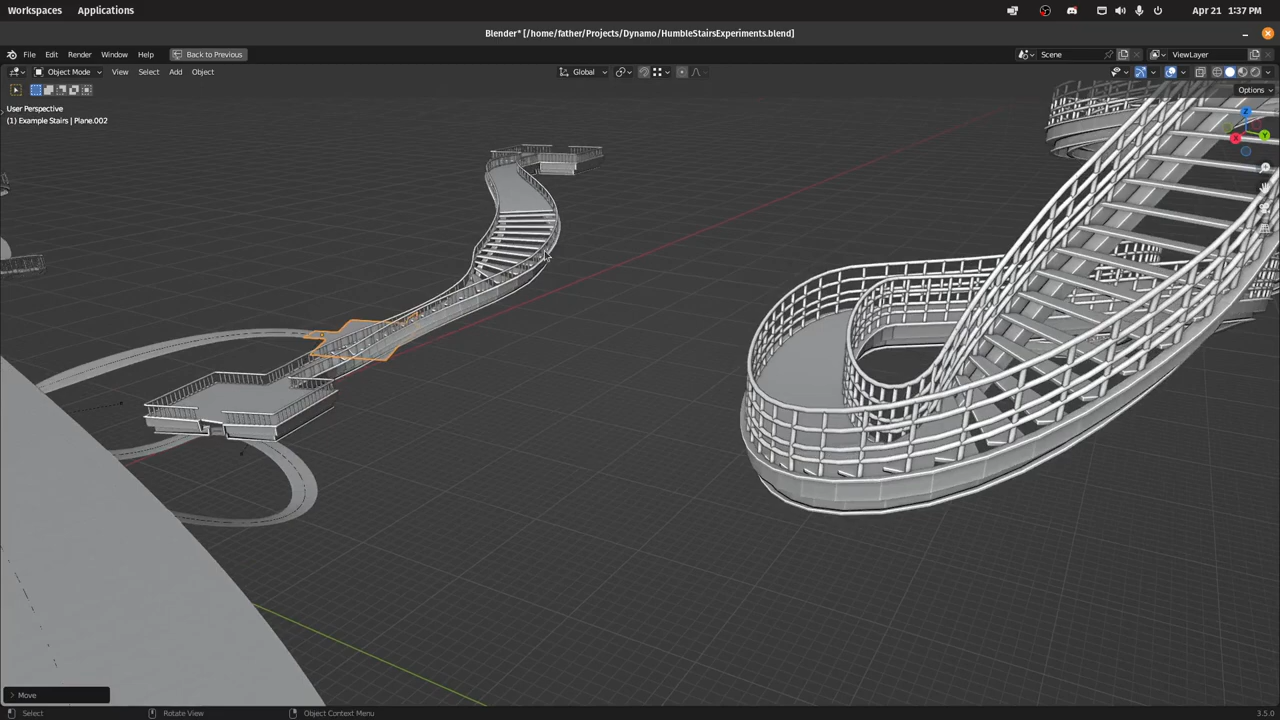 Workspaces Applications Apr 21 1:37 PM
Blender* [/home/father/Projects/Dynamo/HumbleStairsExperiments.blend]
File Edit Render Window Help Back to Previous Scene ViewLayer
Object Mode View Select Add Object Global
Options
User Perspective
(1) Example Stairs | Plane.002
Z
Y
X
Move
Select Rotate View Object Context Menu 3.5.0